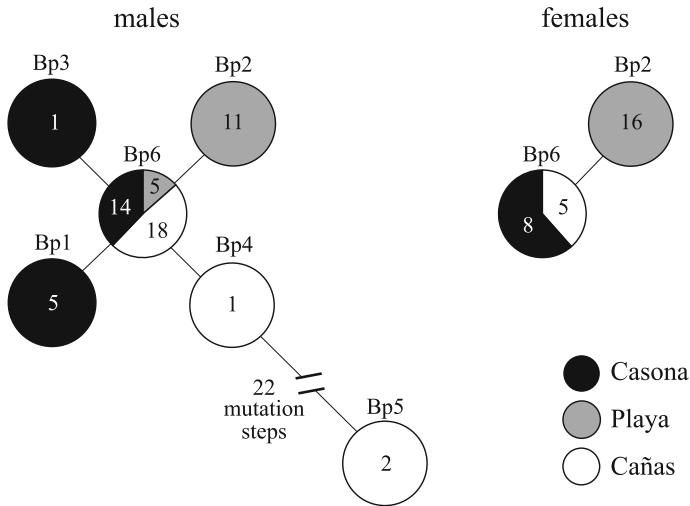 males
females
Bp3
Bp2
1
11
Bp6
5
14
18
Bp1
Bp4
5
1
22
mutation
steps
Bp5
2
Bp2
16
Bp6
5
8
Casona
Playa
Cañas